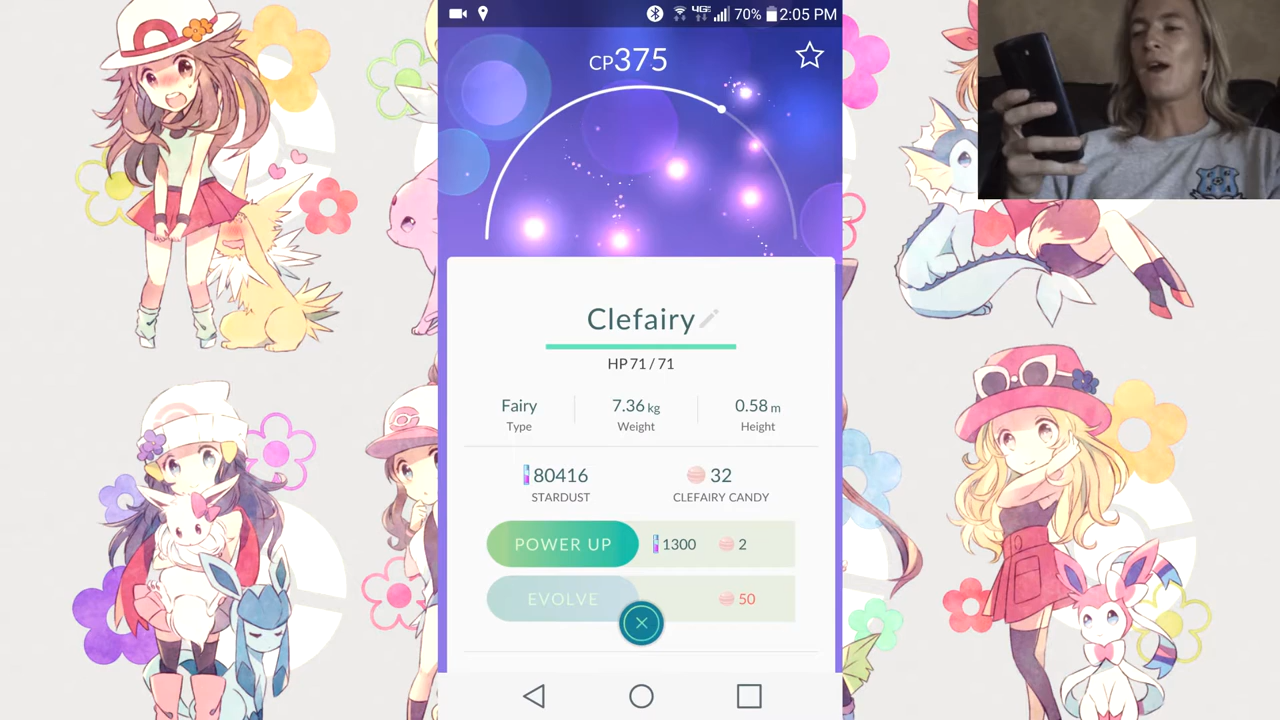 4GE 70% 2:05 PM
CP375
Clefairy
HP 71 / 71
Fairy 7.36 kg 0.58 m
Type Weight Height
80416 32
STARDUST CLEFAIRY CANDY
POWER UP 1300 2
EVOLVE 50